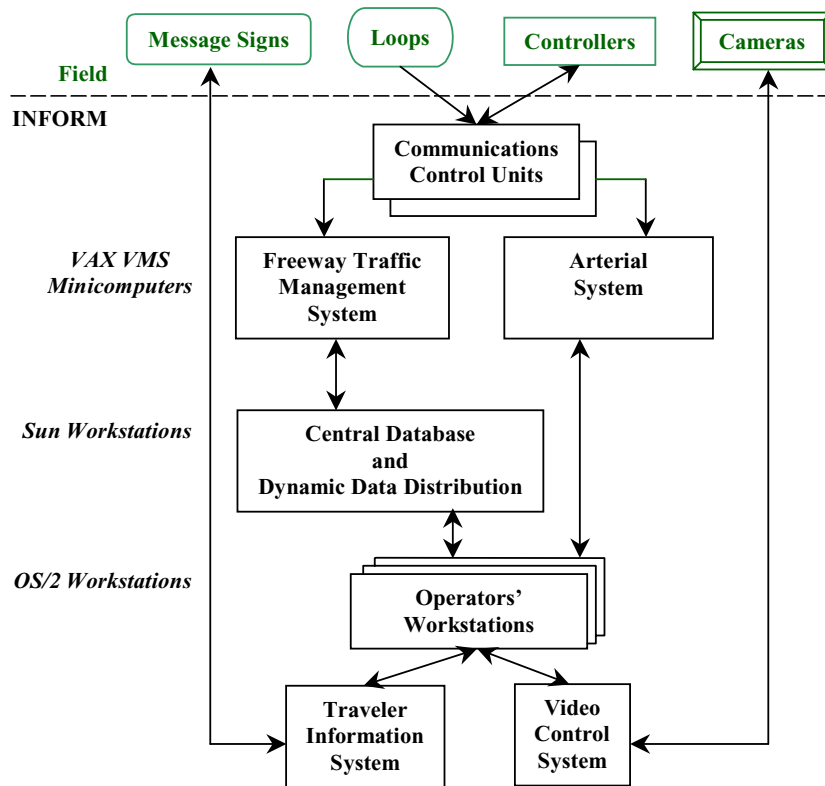 Message Signs
Loops
Controllers
Cameras
Field
INFORM
Communications
Control Units
VAX VMS
Minicomputers
Freeway Traffic
Management
System
Arterial
System
Sun Workstations
Central Database
and
Dynamic Data Distribution
OS/2 Workstations
Operators’
Workstations
Traveler
Information
System
Video
Control
System